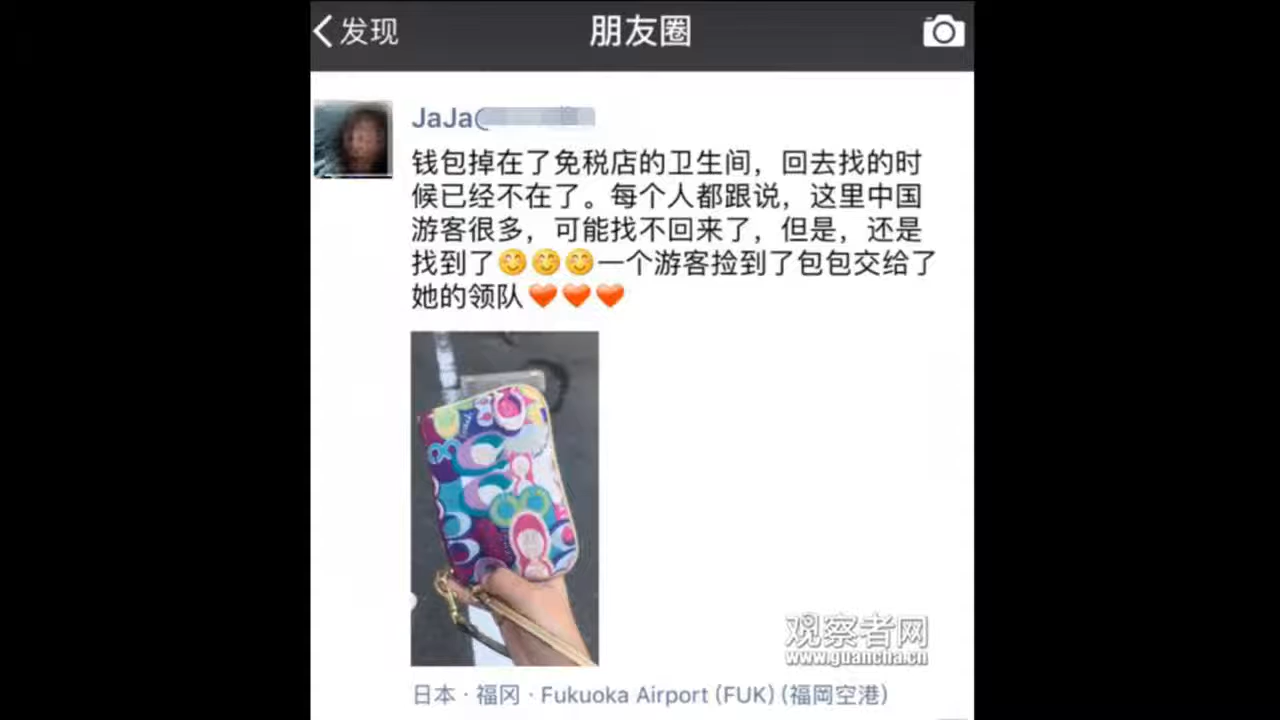 发现
朋友圈
JaJa
钱包掉在了免税店的卫生间，回去找的时
候已经不在了。每个人都跟说，这里中国
游客很多，可能找不回来了，但是，还是
找到了😊😊😊一个游客捡到了包包交给了
她的领队❤❤❤
观察者网
www.guancha.cn
日本 · 福冈 · Fukuoka Airport (FUK) (福岡空港)